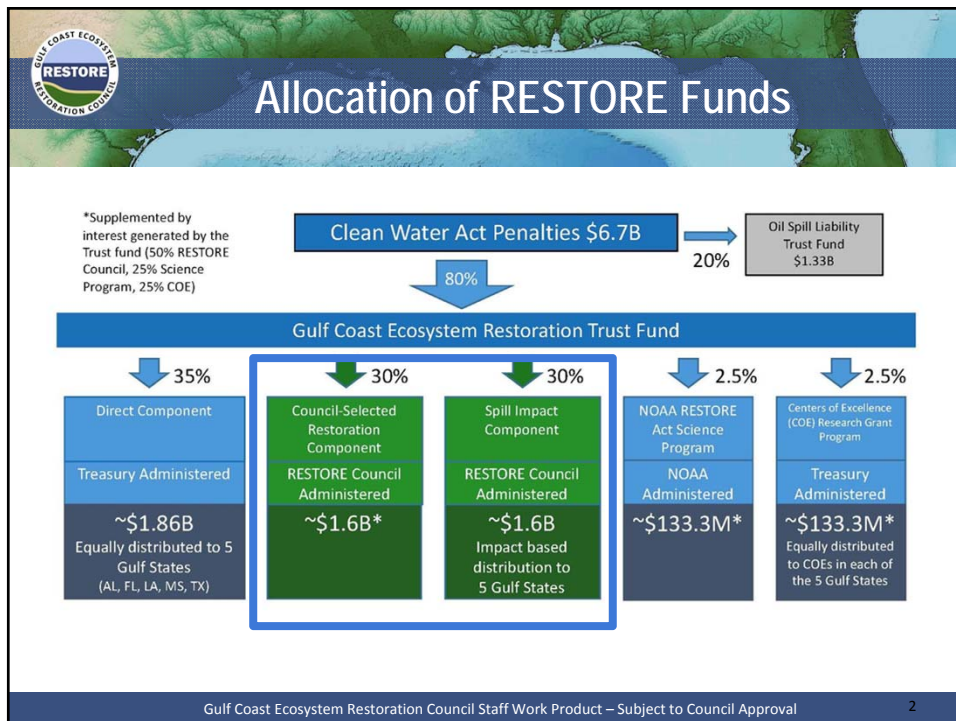 GULF COAST ECOSYSTEM
RESTORE
RESTORATION COUNCIL
Allocation of RESTORE Funds
*Supplemented by
interest generated by the
Trust fund (50% RESTORE
Council, 25% Science
Program, 25% COE)
Clean Water Act Penalties $6.7B
20%
Oil Spill Liability
Trust Fund
$1.33B
80%
Gulf Coast Ecosystem Restoration Trust Fund
35%
30%
30%
2.5%
2.5%
Direct Component
Treasury Administered
~$1.86B
Equally distributed to 5
Gulf States
(AL, FL, LA, MS, TX)
Council-Selected
Restoration
Component
RESTORE Council
Administered
~$1.6B*
Spill Impact
Component
RESTORE Council
Administered
~$1.6B
Impact based
distribution to
5 Gulf States
NOAA RESTORE
Act Science
Program
NOAA
Administered
~$133.3M*
Centers of Excellence
(COE) Research Grant
Program
Treasury
Administered
~$133.3M*
Equally distributed
to COEs in each of
the 5 Gulf States
Gulf Coast Ecosystem Restoration Council Staff Work Product – Subject to Council Approval
2